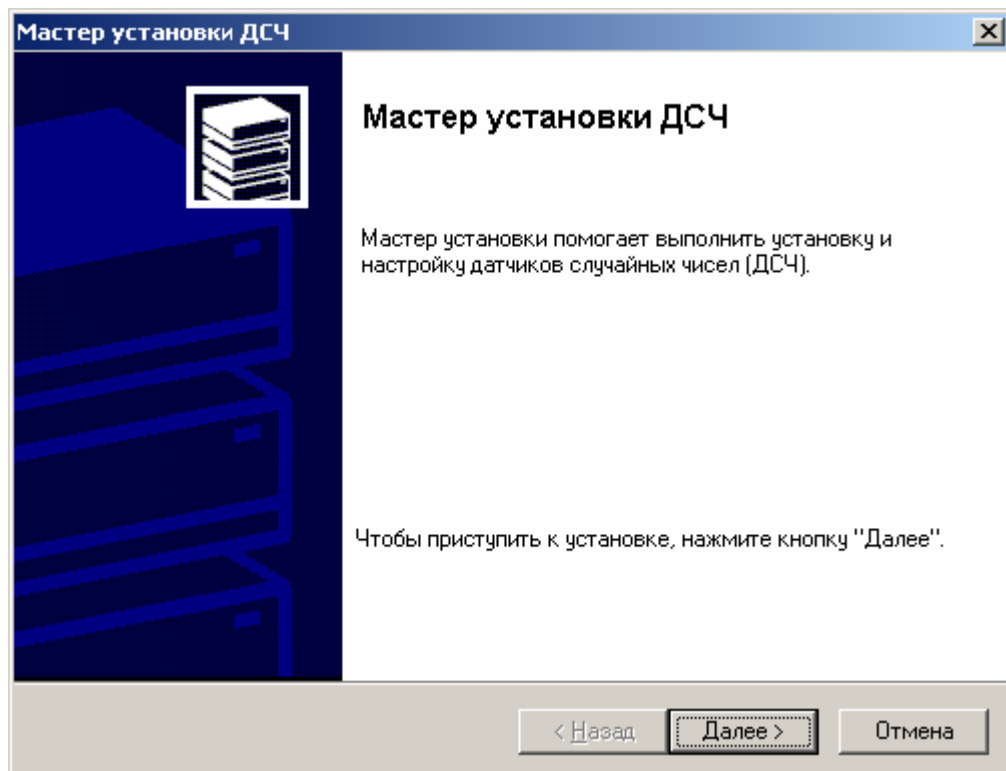 Мастер установки ДСЧ
Мастер установки ДСЧ
Мастер установки помогает выполнить установку и
настройку датчиков случайных чисел (ДСЧ).
Чтобы приступить к установке, нажмите кнопку "Далее".
< Назад
Далее >
Отмена